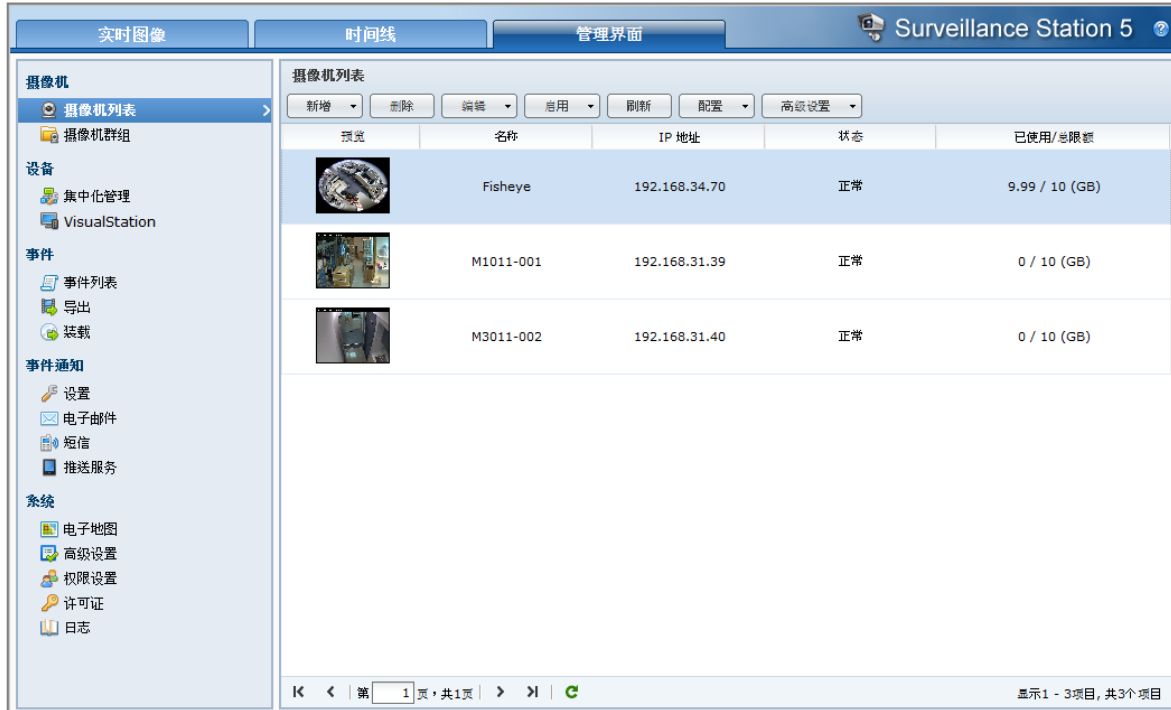 实时图像
时间线
管理界面
Surveillance Station 5
摄像机
摄像机列表
摄像机群组
设备
集中化管理
VisualStation
事件
事件列表
导出
装载
事件通知
设置
电子邮件
短信
推送服务
系统
电子地图
高级设置
权限设置
许可证
日志
摄像机列表
新增 删除 编辑 启用 刷新 配置 高级设置
预览 名称 IP 地址 状态 已使用/总限额
Fisheye 192.168.34.70 正常 9.99 / 10 (GB)
M1011-001 192.168.31.39 正常 0 / 10 (GB)
M3011-002 192.168.31.40 正常 0 / 10 (GB)
第 1 页，共1页
显示1 - 3项目, 共3个项目